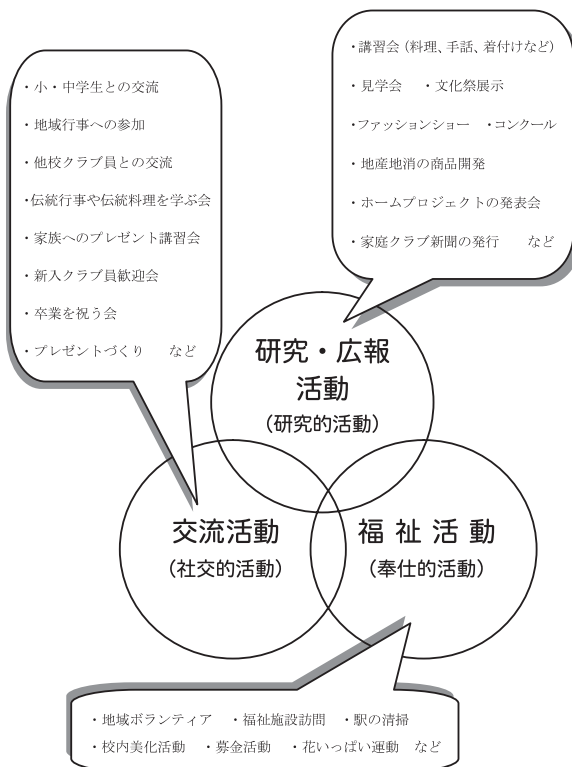 ・講習会（料理、手話、着付けなど）
・見学会　・文化祭展示
・ファッションショー　・コンクール
・地産地消の商品開発
・ホームプロジェクトの発表会
・家庭クラブ新聞の発行　など
・小・中学生との交流
・地域行事への参加
・他校クラブ員との交流
・伝統行事や伝統料理を学ぶ会
・家族へのプレゼント講習会
・新入クラブ員歓迎会
・卒業を祝う会
・プレゼントづくり　など
研究・広報
活動
（研究的活動）
交流活動
（社交的活動）
福祉活動
（奉仕的活動）
・地域ボランティア　・福祉施設訪問　・駅の清掃
・校内美化活動　・募金活動　・花いっぱい運動　など